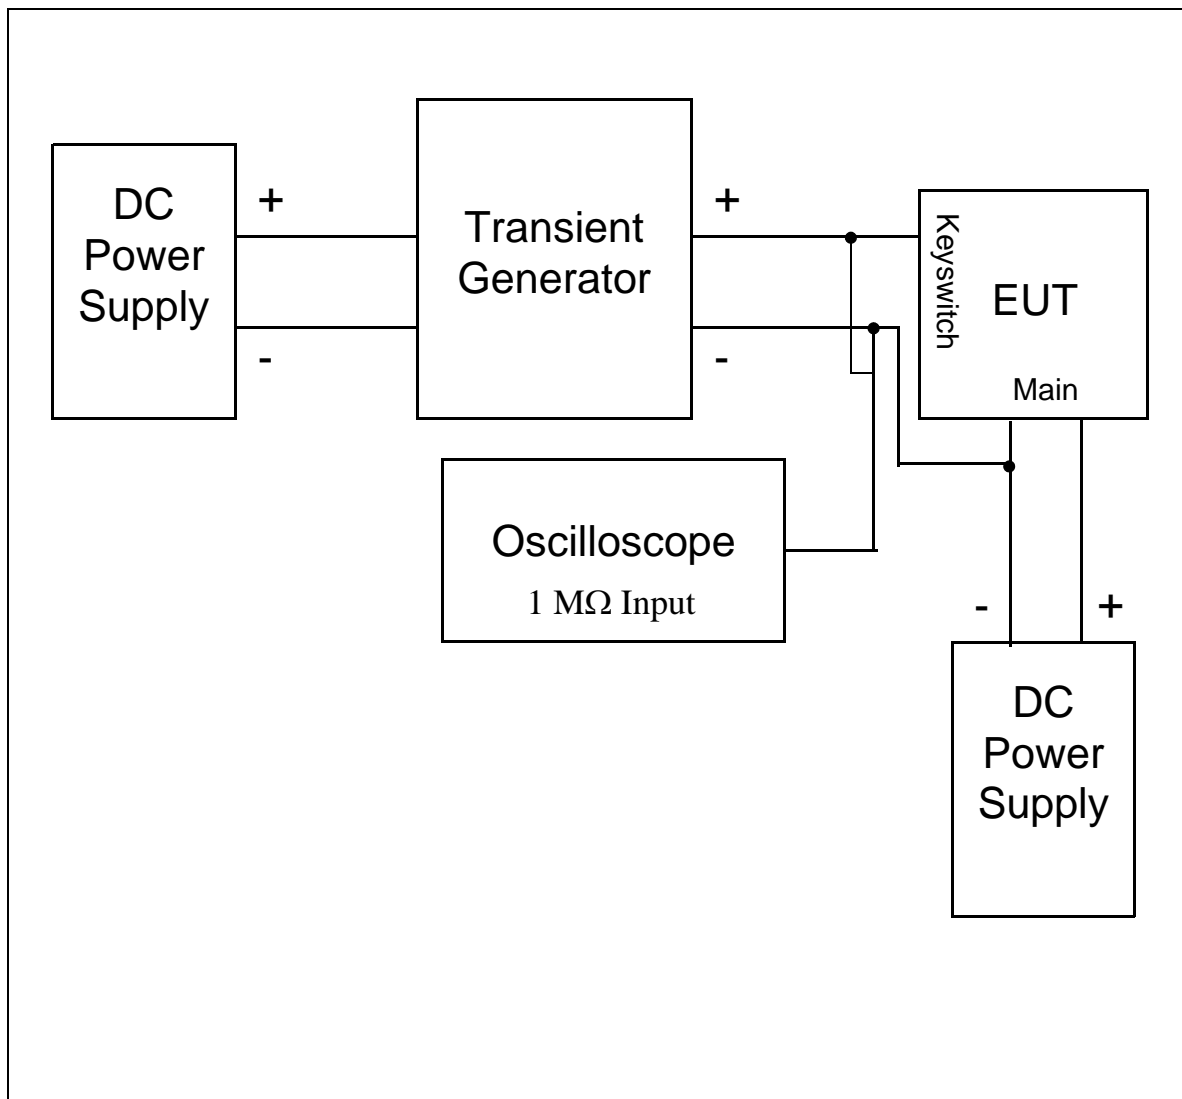 DC
Power
Supply
+
-
Transient
Generator
+
-
Keyswitch
EUT
Main
Oscilloscope
1 MΩ Input
-
+
DC
Power
Supply